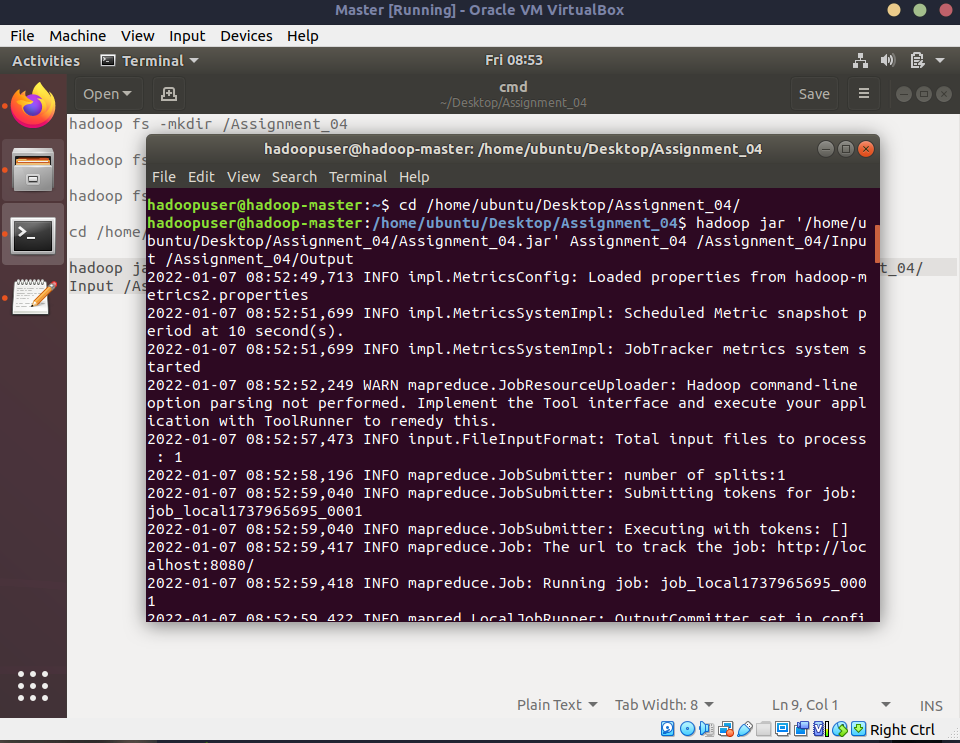 Master [Running] - Oracle VM VirtualBox
File Machine View Input Devices Help
Activities Terminal Fri 08:53
Open cmd Save
~/Desktop/Assignment_04
hadoop fs -mkdir /Assignment_04
hadoop fs
hadoop fs
cd /home/
hadoop ja t_04/
Input /As
hadoopuser@hadoop-master: /home/ubuntu/Desktop/Assignment_04
File Edit View Search Terminal Help
hadoopuser@hadoop-master:~$ cd /home/ubuntu/Desktop/Assignment_04/
hadoopuser@hadoop-master:/home/ubuntu/Desktop/Assignment_04$ hadoop jar '/home/u
buntu/Desktop/Assignment_04/Assignment_04.jar' Assignment_04 /Assignment_04/Inpu
t /Assignment_04/Output
2022-01-07 08:52:49,713 INFO impl.MetricsConfig: Loaded properties from hadoop-m
etrics2.properties
2022-01-07 08:52:51,699 INFO impl.MetricsSystemImpl: Scheduled Metric snapshot p
eriod at 10 second(s).
2022-01-07 08:52:51,699 INFO impl.MetricsSystemImpl: JobTracker metrics system s
tarted
2022-01-07 08:52:52,249 WARN mapreduce.JobResourceUploader: Hadoop command-line
option parsing not performed. Implement the Tool interface and execute your appl
ication with ToolRunner to remedy this.
2022-01-07 08:52:57,473 INFO input.FileInputFormat: Total input files to process
: 1
2022-01-07 08:52:58,196 INFO mapreduce.JobSubmitter: number of splits:1
2022-01-07 08:52:59,040 INFO mapreduce.JobSubmitter: Submitting tokens for job:
job_local1737965695_0001
2022-01-07 08:52:59,040 INFO mapreduce.JobSubmitter: Executing with tokens: []
2022-01-07 08:52:59,417 INFO mapreduce.Job: The url to track the job: http://loc
alhost:8080/
2022-01-07 08:52:59,418 INFO mapreduce.Job: Running job: job_local1737965695_000
1
2022-01-07 08:52:59,422 INFO mapred.LocalJobRunner: OutputCommitter set in confi
Plain Text Tab Width: 8 Ln 9, Col 1 INS
Right Ctrl